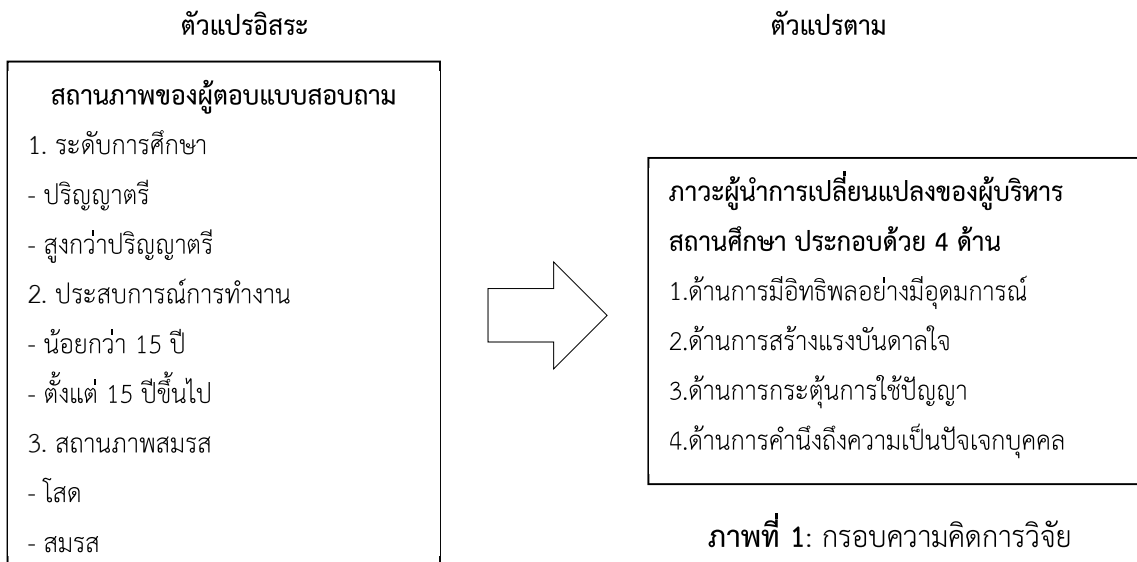 ตัวแปรอิสระ
ตัวแปรตาม
สถานภาพของผู้ตอบแบบสอบถาม
1. ระดับการศึกษา
- ปริญญาตรี
- สูงกว่าปริญญาตรี
2. ประสบการณ์การทำงาน
- น้อยกว่า 15 ปี
- ตั้งแต่ 15 ปีขึ้นไป
3. สถานภาพสมรส
- โสด
- สมรส
ภาวะผู้นำการเปลี่ยนแปลงของผู้บริหาร
สถานศึกษา ประกอบด้วย 4 ด้าน
1.ด้านการมีอิทธิพลอย่างมีอุดมการณ์
2.ด้านการสร้างแรงบันดาลใจ
3.ด้านการกระตุ้นการใช้ปัญญา
4.ด้านการคำนึงถึงความเป็นปัจเจกบุคคล
ภาพที่ 1: กรอบความคิดการวิจัย